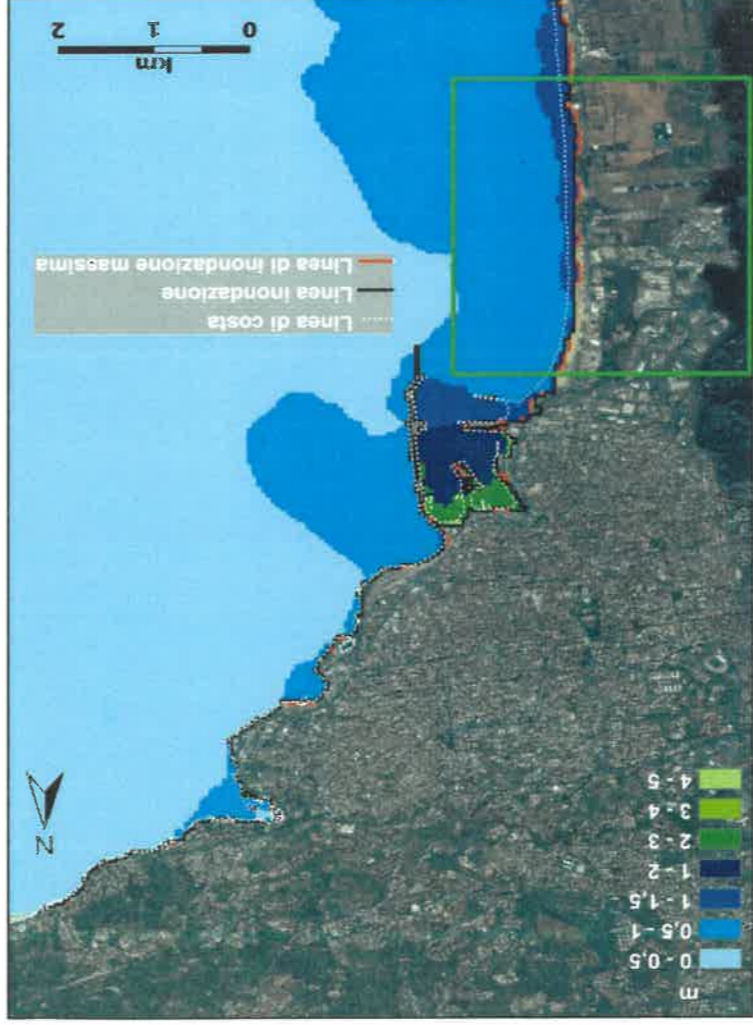 m
0 - 0,5
0,5 - 1
1 - 1,5
1 - 2
2 - 3
3 - 4
4 - 5
N
Linea di costa
Linea inondazione
Linea di inondazione massima
km
0 1 2